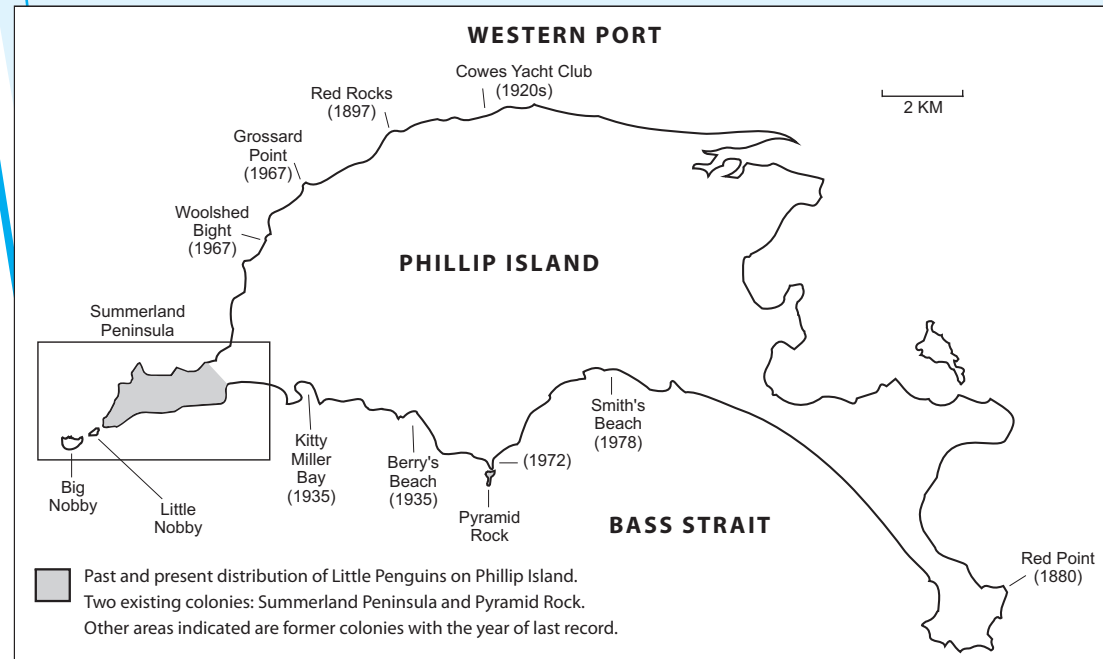 WESTERN PORT
Cowes Yacht Club
(1920s)
2 KM
Red Rocks
(1897)
Grossard
Point
(1967)
Woolshed
Bight
(1967)
PHILLIP ISLAND
Summerland
Peninsula
Smith's
Beach
(1978)
Kitty
Miller
Bay
(1935)
Berry's
Beach
(1935)
(1972)
Pyramid
Rock
Big
Nobby
Little
Nobby
BASS STRAIT
Red Point
(1880)
Past and present distribution of Little Penguins on Phillip Island.
Two existing colonies: Summerland Peninsula and Pyramid Rock.
Other areas indicated are former colonies with the year of last record.